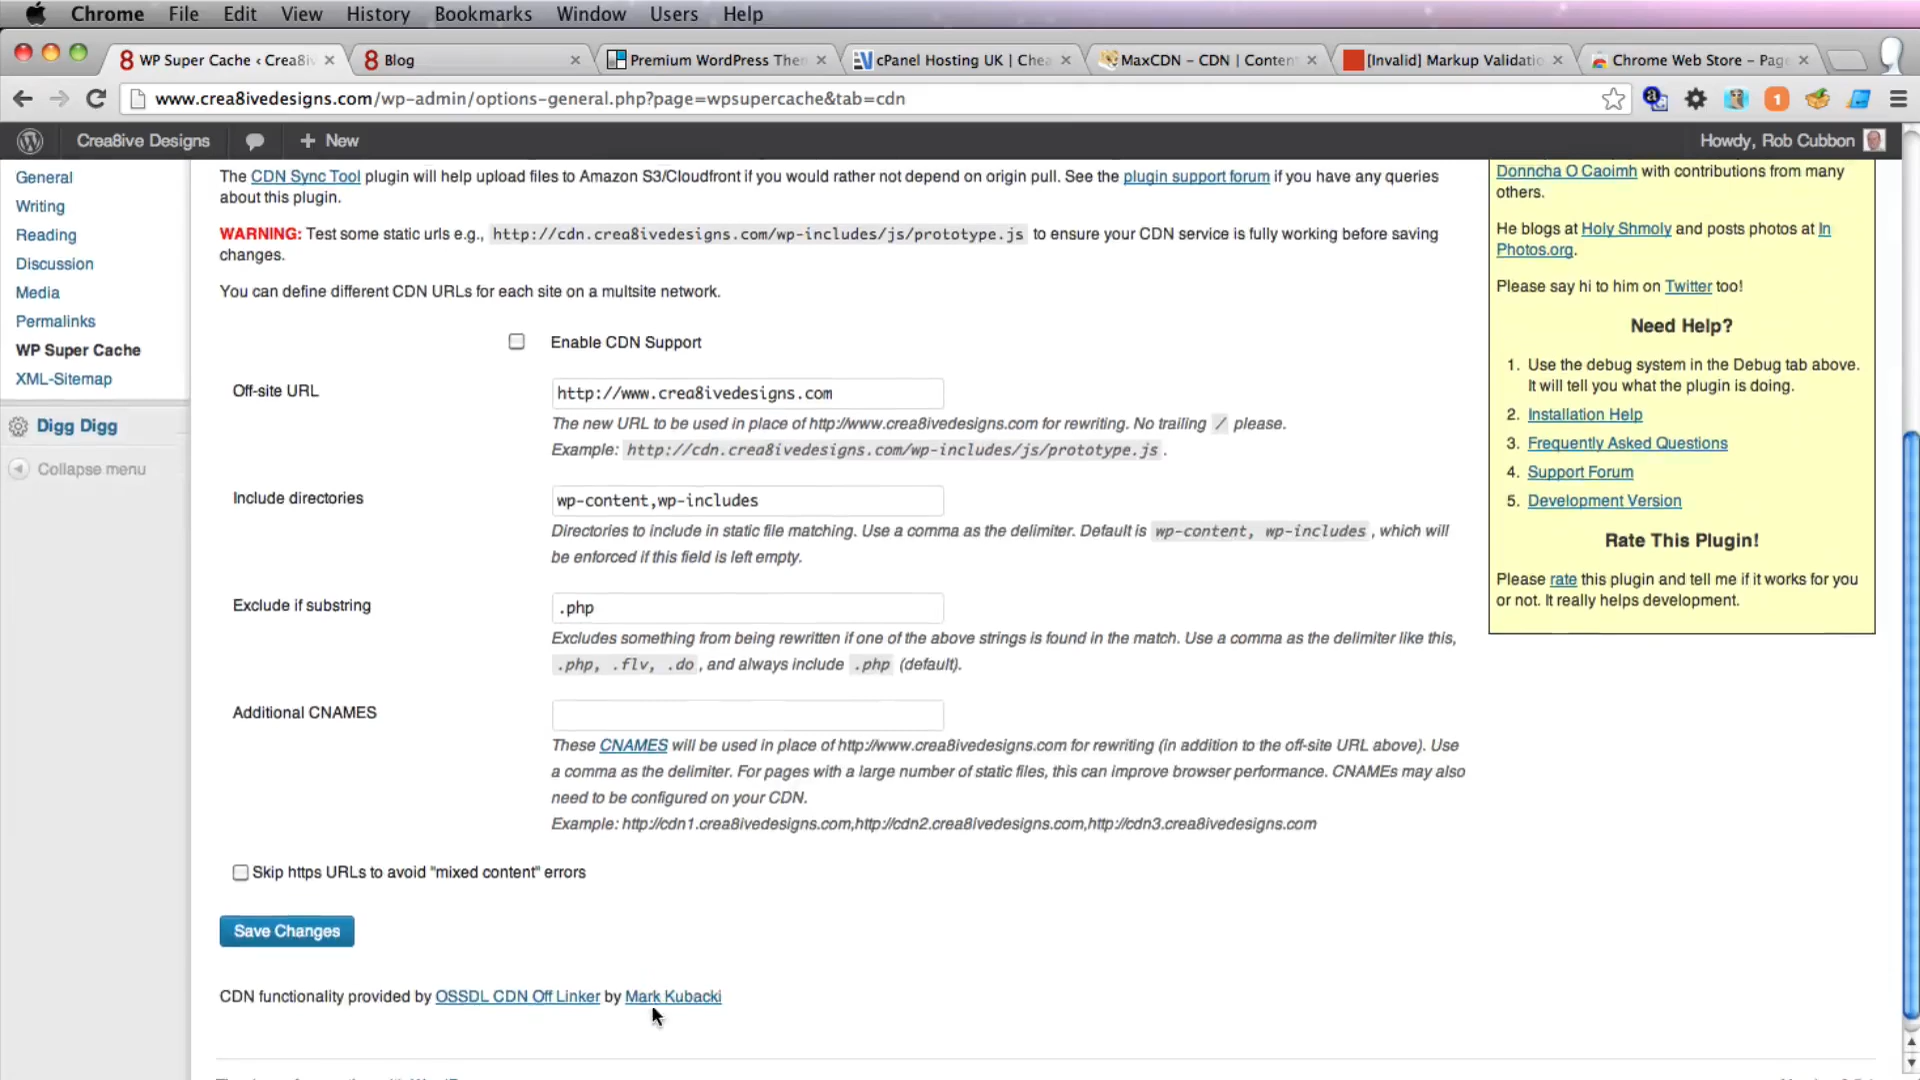 Chrome File Edit View History Bookmarks Window Users Help
WP Super Cache ‹ Crea8iv
Blog
Premium WordPress The
cPanel Hosting UK | Chea
MaxCDN – CDN | Conten
[Invalid] Markup Validatio
Chrome Web Store – Page
www.crea8ivedesigns.com/wp-admin/options-general.php?page=wpsupercache&tab=cdn
1
Crea8ive Designs
+ New
Howdy, Rob Cubbon
General
Writing
Reading
Discussion
Media
Permalinks
WP Super Cache
XML-Sitemap
Digg Digg
Collapse menu
The CDN Sync Tool plugin will help upload files to Amazon S3/Cloudfront if you would rather not depend on origin pull. See the plugin support forum if you have any queries
about this plugin.
WARNING: Test some static urls e.g., http://cdn.crea8ivedesigns.com/wp-includes/js/prototype.js to ensure your CDN service is fully working before saving
changes.
You can define different CDN URLs for each site on a multsite network.
Enable CDN Support
Off-site URL
http://www.crea8ivedesigns.com
The new URL to be used in place of http://www.crea8ivedesigns.com for rewriting. No trailing / please.
Example: http://cdn.crea8ivedesigns.com/wp-includes/js/prototype.js .
Include directories
wp-content,wp-includes
Directories to include in static file matching. Use a comma as the delimiter. Default is wp-content, wp-includes , which will
be enforced if this field is left empty.
Exclude if substring
.php
Excludes something from being rewritten if one of the above strings is found in the match. Use a comma as the delimiter like this,
.php, .flv, .do , and always include .php (default).
Additional CNAMES
These CNAMES will be used in place of http://www.crea8ivedesigns.com for rewriting (in addition to the off-site URL above). Use
a comma as the delimiter. For pages with a large number of static files, this can improve browser performance. CNAMEs may also
need to be configured on your CDN.
Example: http://cdn1.crea8ivedesigns.com,http://cdn2.crea8ivedesigns.com,http://cdn3.crea8ivedesigns.com
Skip https URLs to avoid "mixed content" errors
Save Changes
CDN functionality provided by OSSDL CDN Off Linker by Mark Kubacki
Donncha O Caoimh with contributions from many
others.
He blogs at Holy Shmoly and posts photos at In
Photos.org.
Please say hi to him on Twitter too!
Need Help?
1. Use the debug system in the Debug tab above.
It will tell you what the plugin is doing.
2. Installation Help
3. Frequently Asked Questions
4. Support Forum
5. Development Version
Rate This Plugin!
Please rate this plugin and tell me if it works for you
or not. It really helps development.